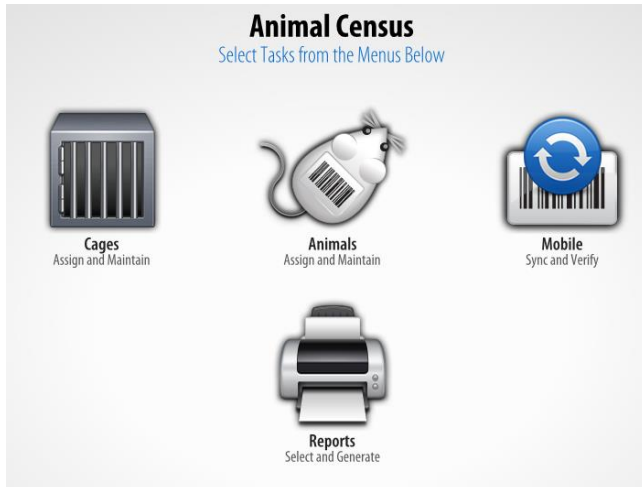 Animal Census
Select Tasks from the Menus Below
Cages
Assign and Maintain
Animals
Assign and Maintain
Mobile
Sync and Verify
Reports
Select and Generate